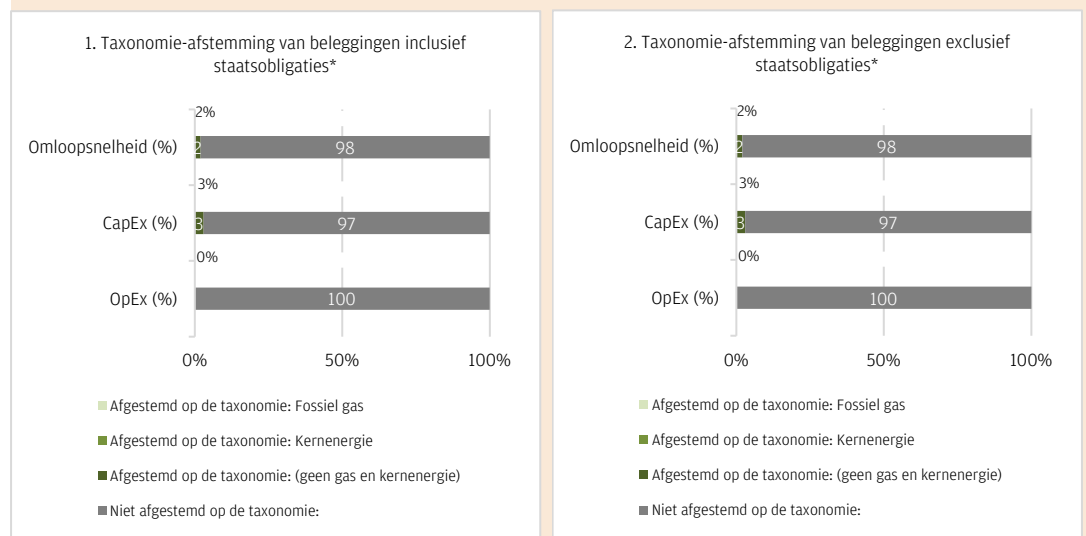 1. Taxonomie-afstemming van beleggingen inclusief
staatsobligaties*
2%
Omloopsnelheid (%) 2 98
3%
CapEx (%) 3 97
0%
OpEx (%) 100
0% 50% 100%
Afgestemd op de taxonomie: Fossiel gas
Afgestemd op de taxonomie: Kernenergie
Afgestemd op de taxonomie: (geen gas en kernenergie)
Niet afgestemd op de taxonomie:
2. Taxonomie-afstemming van beleggingen exclusief
staatsobligaties*
2%
Omloopsnelheid (%) 2 98
3%
CapEx (%) 3 97
0%
OpEx (%) 100
0% 50% 100%
Afgestemd op de taxonomie: Fossiel gas
Afgestemd op de taxonomie: Kernenergie
Afgestemd op de taxonomie: (geen gas en kernenergie)
Niet afgestemd op de taxonomie: